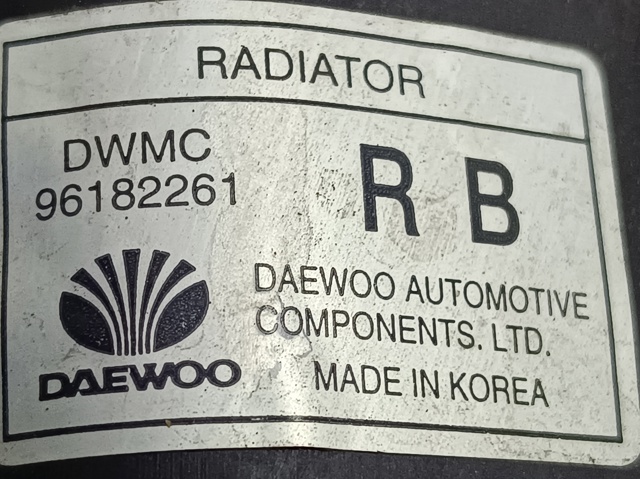 RADIATOR
DWMC
96182261
R B
DAEWOO
DAEWOO AUTOMOTIVE
COMPONENTS. LTD.
MADE IN KOREA